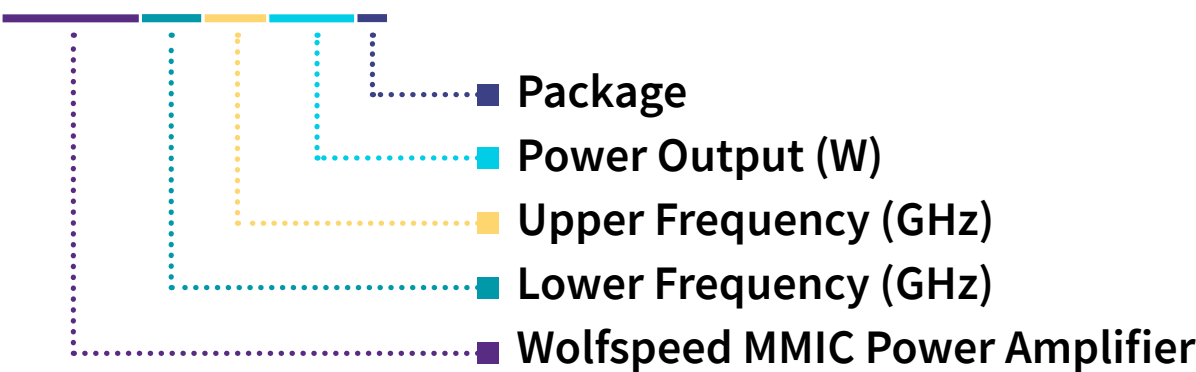 Package
Power Output (W)
Upper Frequency (GHz)
Lower Frequency (GHz)
Wolfspeed MMIC Power Amplifier